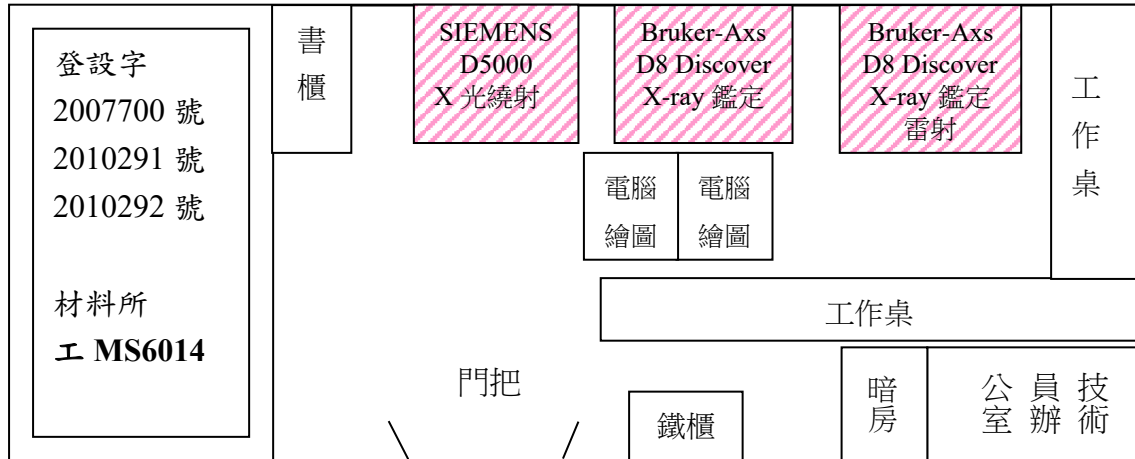 登設字
2007700 號
2010291 號
2010292 號
材料所
工 MS6014
書櫃
SIEMENS
D5000
X 光繞射
Bruker-Axs
D8 Discover
X-ray 鑑定
Bruker-Axs
D8 Discover
X-ray 鑑定
雷射
工作桌
電腦
繪圖
電腦
繪圖
工作桌
門把
鐵櫃
暗房
技術
員辦
公室